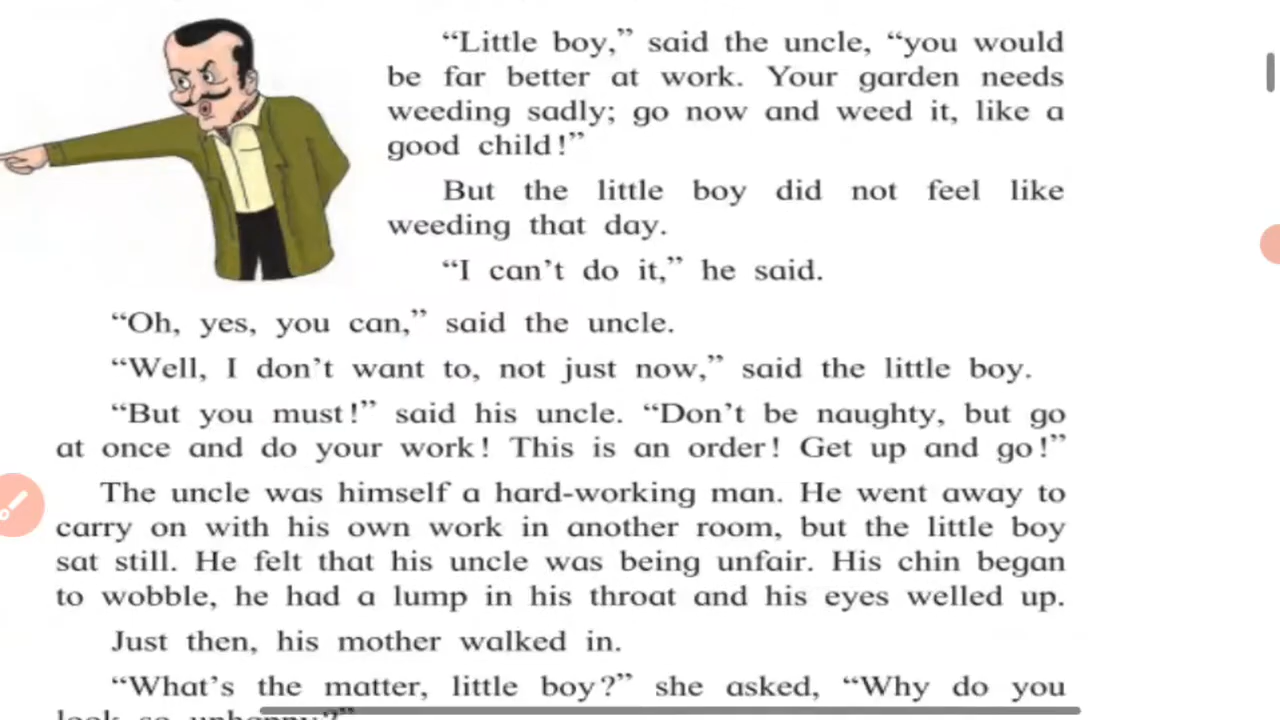 “Little boy,” said the uncle, “you would
be far better at work. Your garden needs
weeding sadly; go now and weed it, like a
good child!”
But the little boy did not feel like
weeding that day.
“I can’t do it,” he said.
“Oh, yes, you can,” said the uncle.
“Well, I don’t want to, not just now,” said the little boy.
“But you must!” said his uncle. “Don’t be naughty, but go
at once and do your work! This is an order! Get up and go!”
The uncle was himself a hard-working man. He went away to
carry on with his own work in another room, but the little boy
sat still. He felt that his uncle was being unfair. His chin began
to wobble, he had a lump in his throat and his eyes welled up.
Just then, his mother walked in.
“What’s the matter, little boy?” she asked, “Why do you
look so unhappy?”